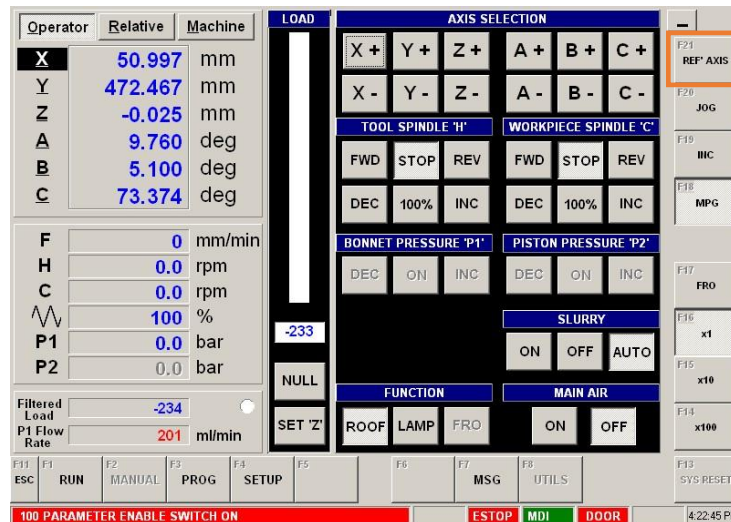 Operator Relative Machine
X 50.997 mm
Y 472.467 mm
Z -0.025 mm
A 9.760 deg
B 5.100 deg
C 73.374 deg
F 0 mm/min
H 0.0 rpm
C 0.0 rpm
100 %
P1 0.0 bar
P2 0.0 bar
Filtered Load -234
P1 Flow Rate 201 ml/min
LOAD
-233
NULL
SET 'Z'
AXIS SELECTION
X + Y + Z + A + B + C +
X - Y - Z - A - B - C -
TOOL SPINDLE 'H' WORKPIECE SPINDLE 'C'
FWD STOP REV FWD STOP REV
DEC 100% INC DEC 100% INC
BONNET PRESSURE 'P1' PISTON PRESSURE 'P2'
DEC ON INC DEC ON INC
SLURRY
ON OFF AUTO
FUNCTION MAIN AIR
ROOF LAMP FRO ON OFF
F21 REF' AXIS
F20 JOG
F19 INC
F18 MPG
F17 FRO
F16 x1
F15 x10
F14 x100
F13 SYS RESET
F11 ESC F1 RUN F2 MANUAL F3 PROG F4 SETUP F5 F6 F7 MSG F8 UTILS
100 PARAMETER ENABLE SWITCH ON ESTOP MDI DOOR 4:22:45 P